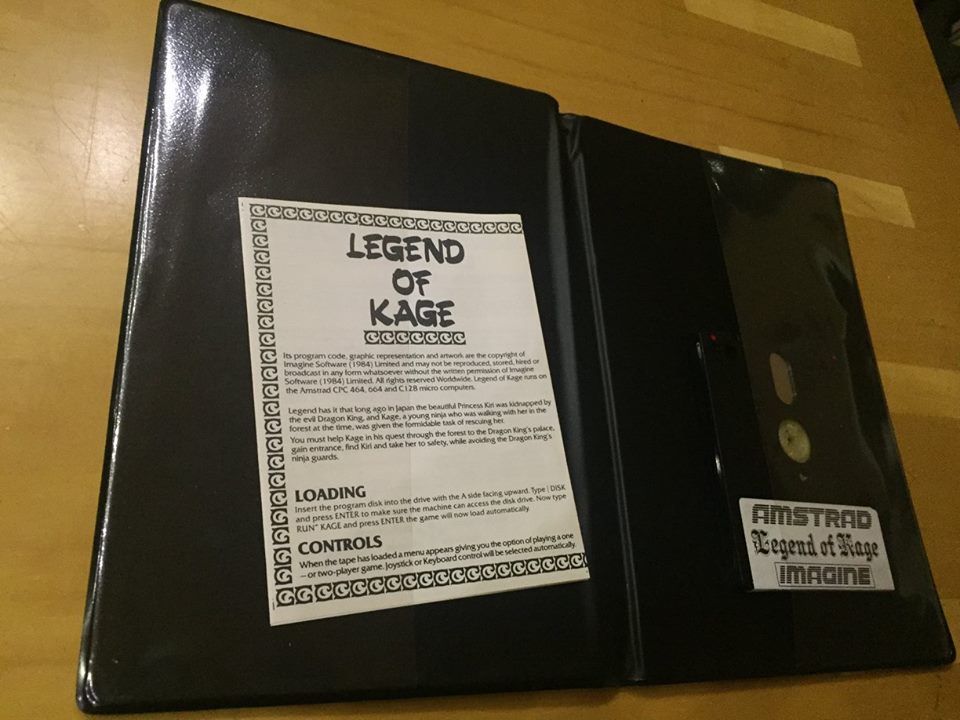 LEGEND
OF
KAGE
Its program code, graphic representation and artwork are the copyright of
Imagine Software (1984) Limited and may not be reproduced, stored, hired or
broadcast in any form whatsoever without the written permission of Imagine
Software (1984) Limited. All rights reserved Worldwide. Legend of Kage runs on
the Amstrad CPC 464, 664 and C128 micro computers.
Legend has it that long ago in Japan the beautiful Princess Kiri was kidnapped by
the evil Dragon King, and Kage, a young ninja who was walking with her in the
forest at the time, was given the formidable task of rescuing her.
You must help Kage in his quest through the forest to the Dragon King's palace,
gain entrance, find Kiri and take her to safety, while avoiding the Dragon King's
ninja guards.
LOADING
Insert the program disk into the drive with the A side facing upward. Type | DISK
and press ENTER to make sure the machine can access the disk drive. Now type
RUN" KAGE and press ENTER the game will now load automatically.
CONTROLS
When the tape has loaded a menu appears giving you the option of playing a one
– or two-player game. Joystick or Keyboard control will be selected automatically.
AMSTRAD
Legend of Kage
IMAGINE